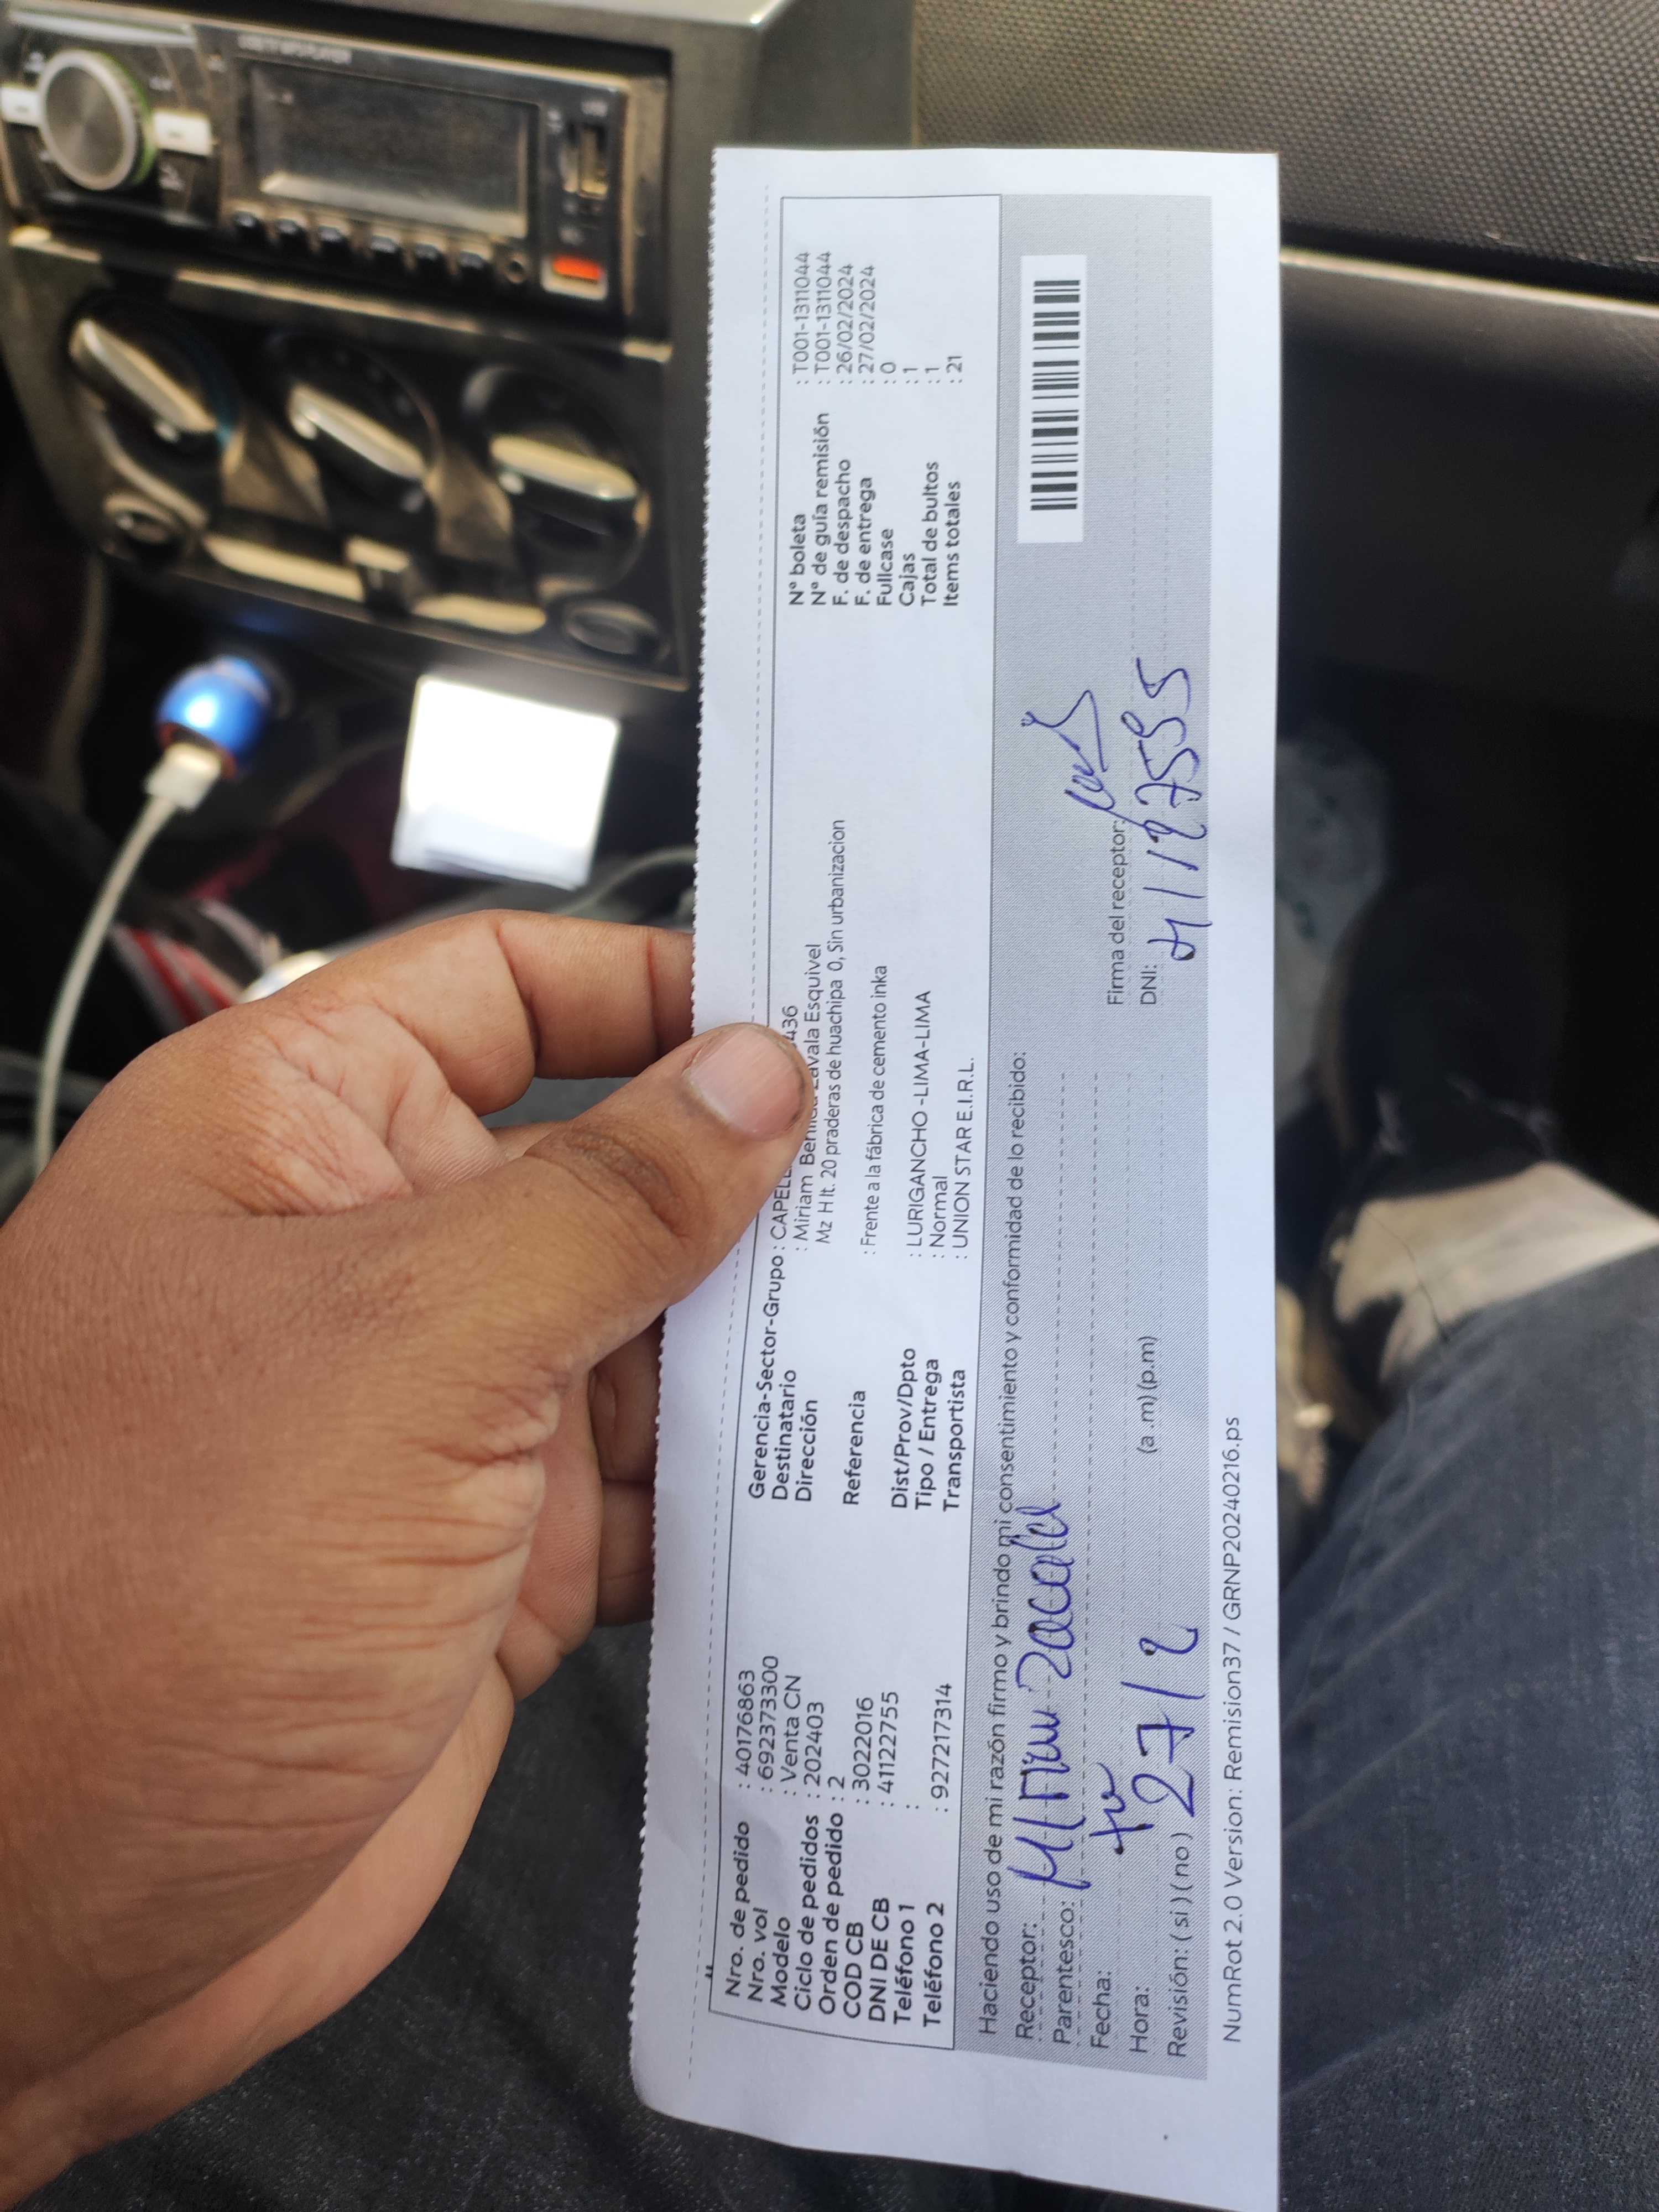 Nro. de pedido : 40176863
Nro. vol : 692373300
Modelo : Venta CN
Ciclo de pedidos : 202403
Orden de pedido : 2
COD CB : 3022016
DNI DE CB : 41122755
Teléfono 1 :
Teléfono 2 : 927217314
Gerencia-Sector-Grupo : 436
Destinatario : Miriam Zavala Esquivel
Dirección Mz H lt. 20 praderas de huachipa 0, Sin urbanizacion
Referencia : Frente a la fábrica de cemento inka
Dist/Prov/Dpto : LURIGANCHO -LIMA-LIMA
Tipo / Entrega : Normal
Transportista : UNION STAR E.I.R.L.
N° boleta : T001-1311044
N° de guía remisión : T001-1311044
F. de despacho : 26/02/2024
F. de entrega : 27/02/2024
Fullcase : 0
Cajas : 1
Total de bultos : 1
Items totales : 21
Haciendo uso de mi razón firmo y brindo mi consentimiento y conformidad de lo recibido:
Receptor:
Parentesco:
Fecha:
Hora: 27/2 (a .m) (p.m)
Revisión: ( si ) ( no )
Firma del receptor:
DNI:
NumRot 2.0 Version: Remision37 / GRNP20240216.ps